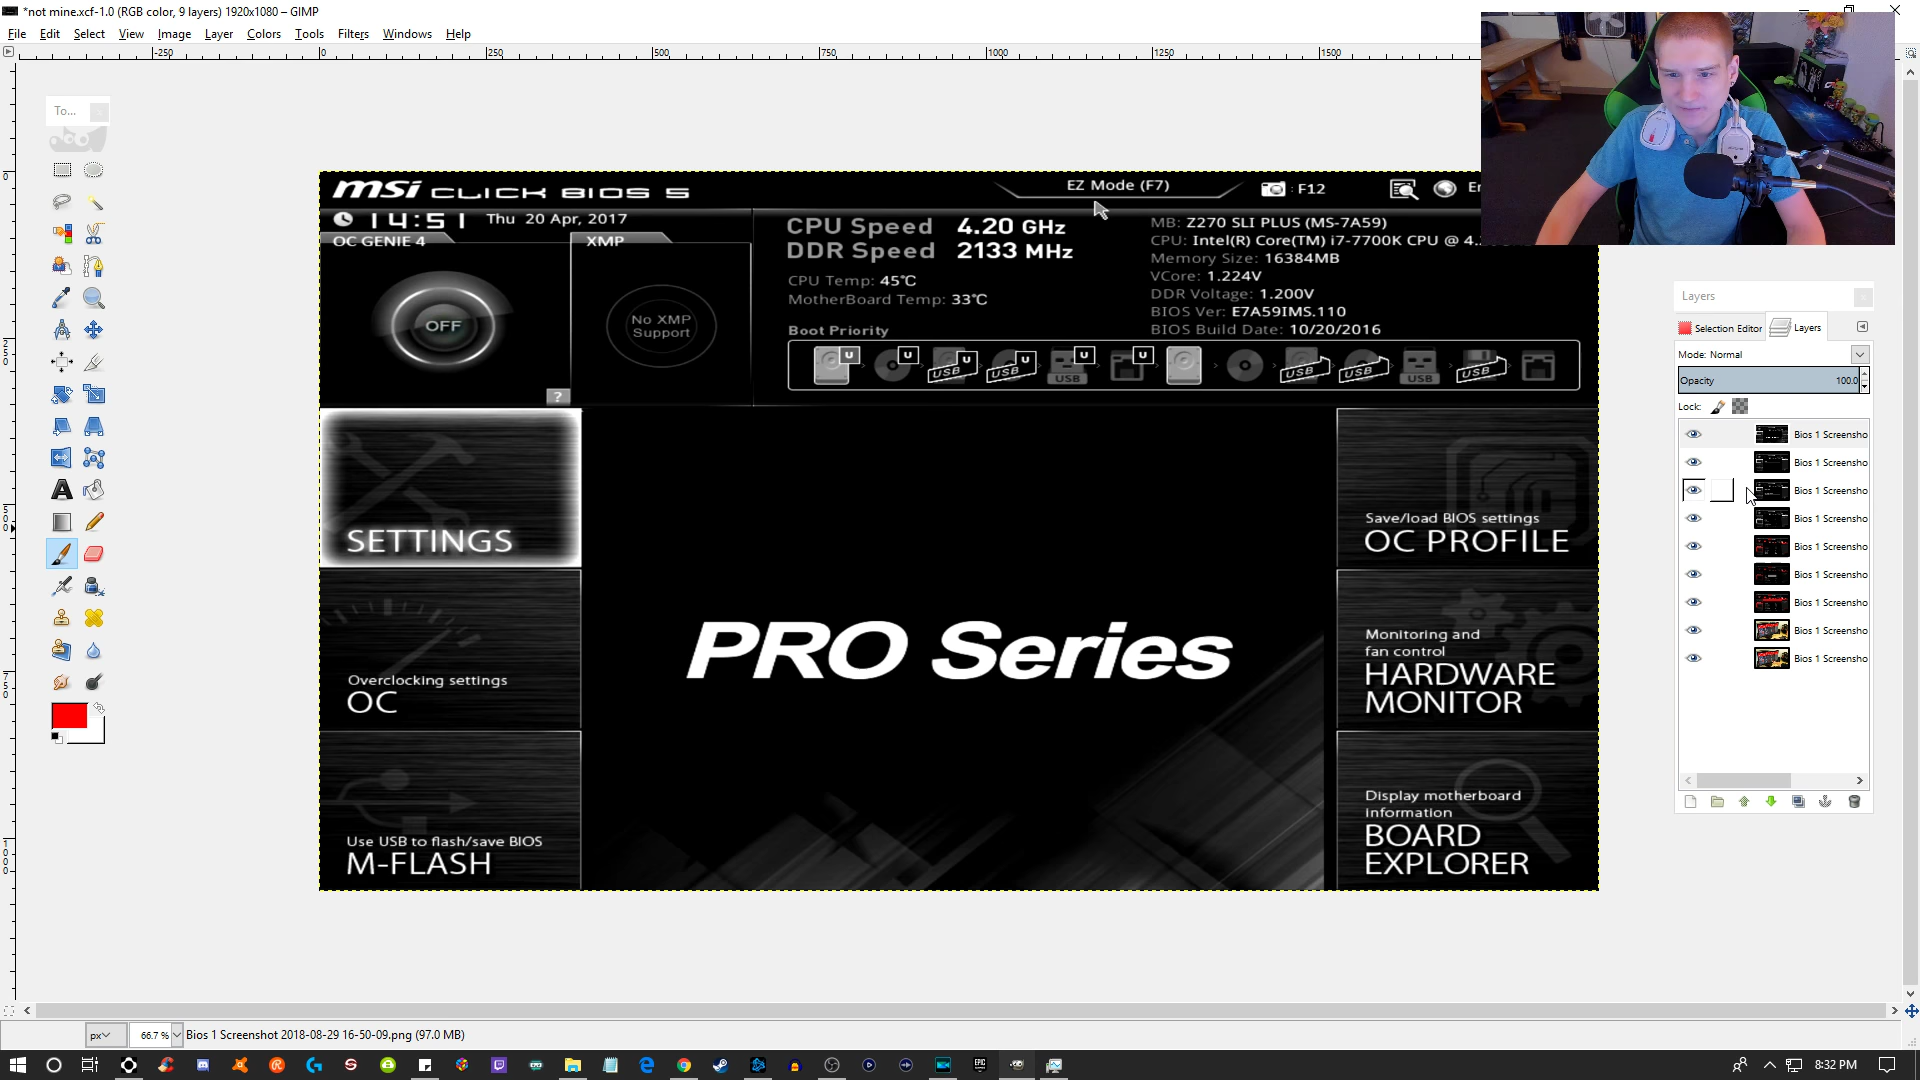 *not mine.xcf-1.0 (RGB color, 9 layers) 1920x1080 – GIMP
File Edit Select View Image Layer Colors Tools Filters Windows Help
-250 0 250 500 750 1000 1250 1500
To...
msi CLICK BIOS 5
EZ Mode (F7)
: F12
14:51 Thu 20 Apr, 2017
OC GENIE 4
XMP
OFF
No XMP
Support
?
CPU Speed 4.20 GHz
DDR Speed 2133 MHz
CPU Temp: 45℃
MotherBoard Temp: 33℃
MB: Z270 SLI PLUS (MS-7A59)
CPU: Intel(R) Core(TM) i7-7700K CPU @ 4.
Memory Size: 16384MB
VCore: 1.224V
DDR Voltage: 1.200V
BIOS Ver: E7A59IMS.110
BIOS Build Date: 10/20/2016
Boot Priority
U U U U U U
USB USB USB USB USB USB USB
SETTINGS
Overclocking settings
OC
Use USB to flash/save BIOS
M-FLASH
PRO Series
Save/load BIOS settings
OC PROFILE
Monitoring and
fan control
HARDWARE
MONITOR
Display motherboard
information
BOARD
EXPLORER
Layers
Selection Editor Layers
Mode: Normal
Opacity 100.0
Lock:
Bios 1 Screensho
Bios 1 Screensho
Bios 1 Screensho
Bios 1 Screensho
Bios 1 Screensho
Bios 1 Screensho
Bios 1 Screensho
Bios 1 Screensho
Bios 1 Screensho
px 66.7 % Bios 1 Screenshot 2018-08-29 16-50-09.png (97.0 MB)
8:32 PM